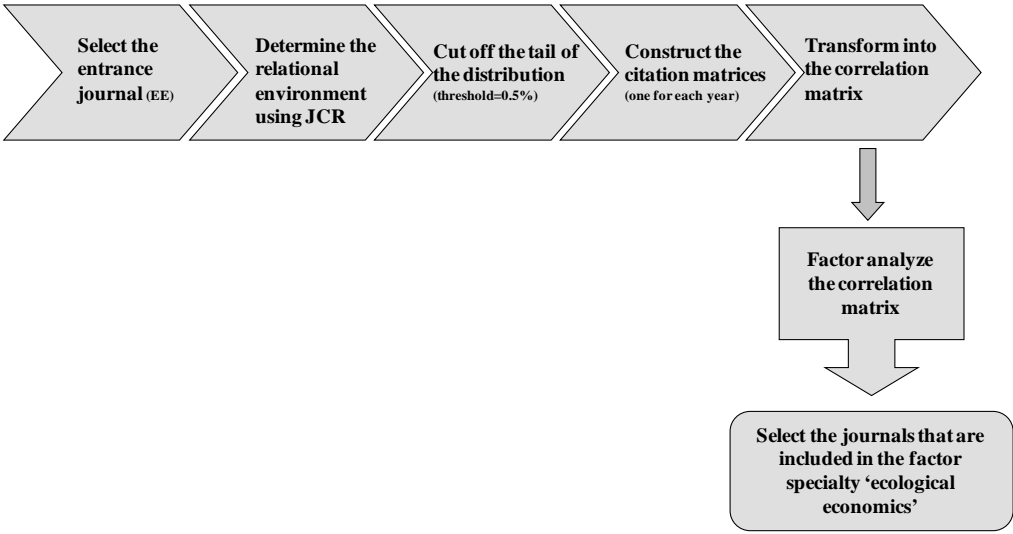 Select the
entrance
journal (EE)
Determine the
relational
environment
using JCR
Cut off the tail of
the distribution
(threshold=0.5%)
Construct the
citation matrices
(one for each year)
Transform into
the correlation
matrix
Factor analyze
the correlation
matrix
Select the journals that are
included in the factor
specialty ‘ecological
economics’